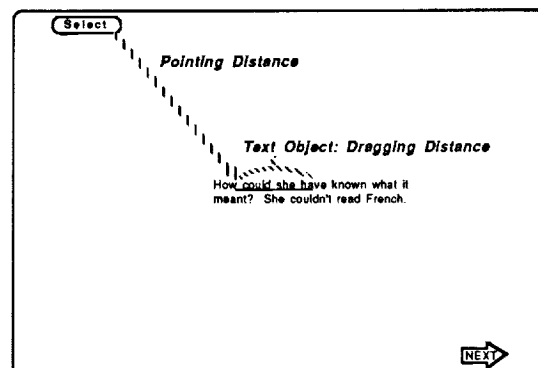 Select
Pointing Distance
Text Object: Dragging Distance
How could she have known what it
meant? She couldn't read French.
NEXT